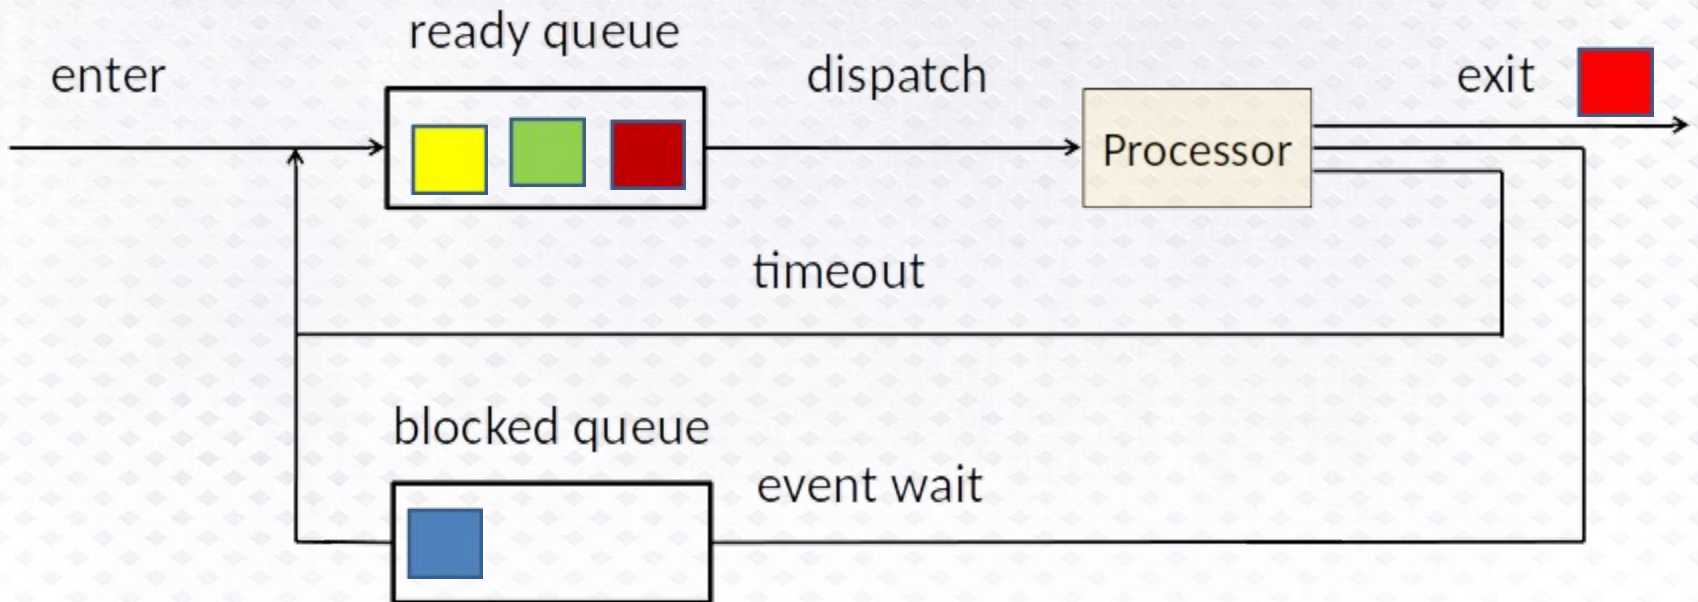 ready queue
enter
dispatch
exit
Processor
timeout
blocked queue
event wait